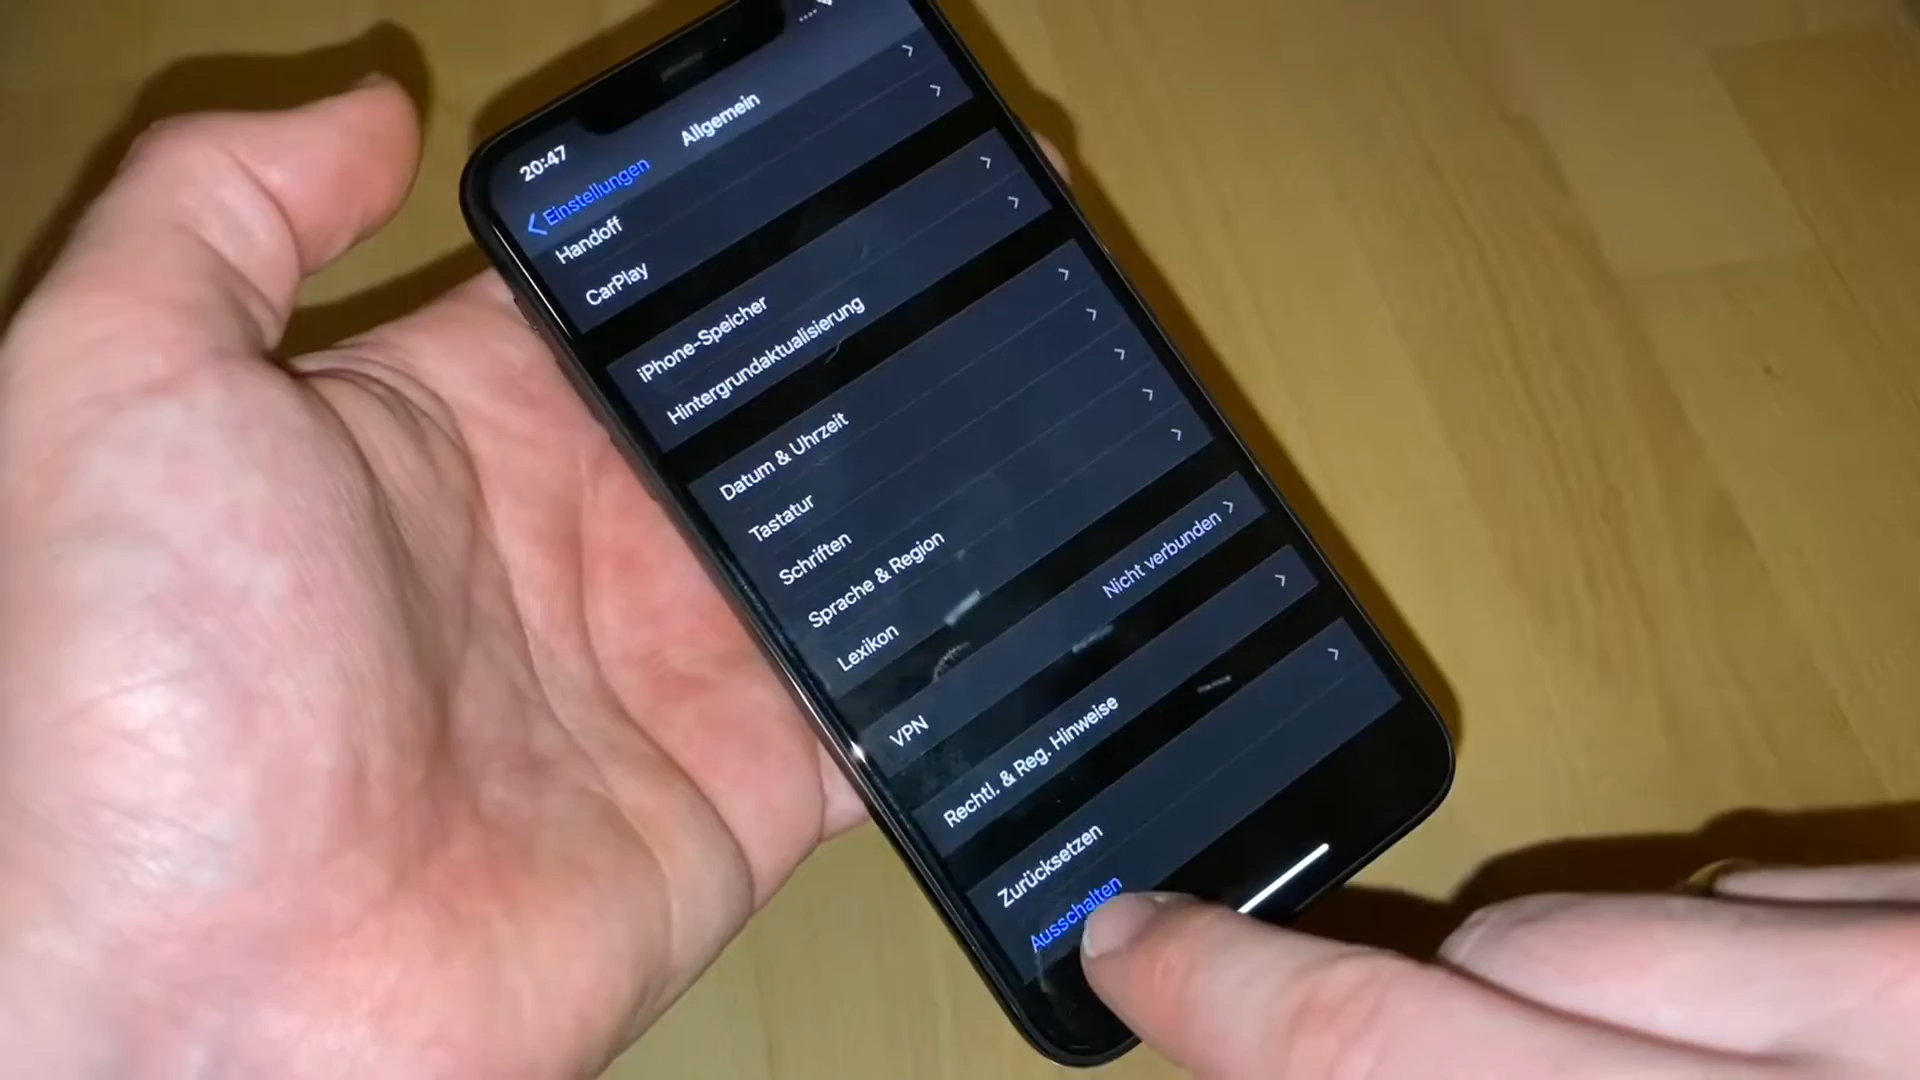 20:47
Allgemein
Einstellungen
Handoff
CarPlay
iPhone-Speicher
Hintergrundaktualisierung
Datum & Uhrzeit
Tastatur
Schriften
Sprache & Region
Lexikon
VPN Nicht verbunden
Rechtl. & Reg. Hinweise
Zurücksetzen
Ausschalten